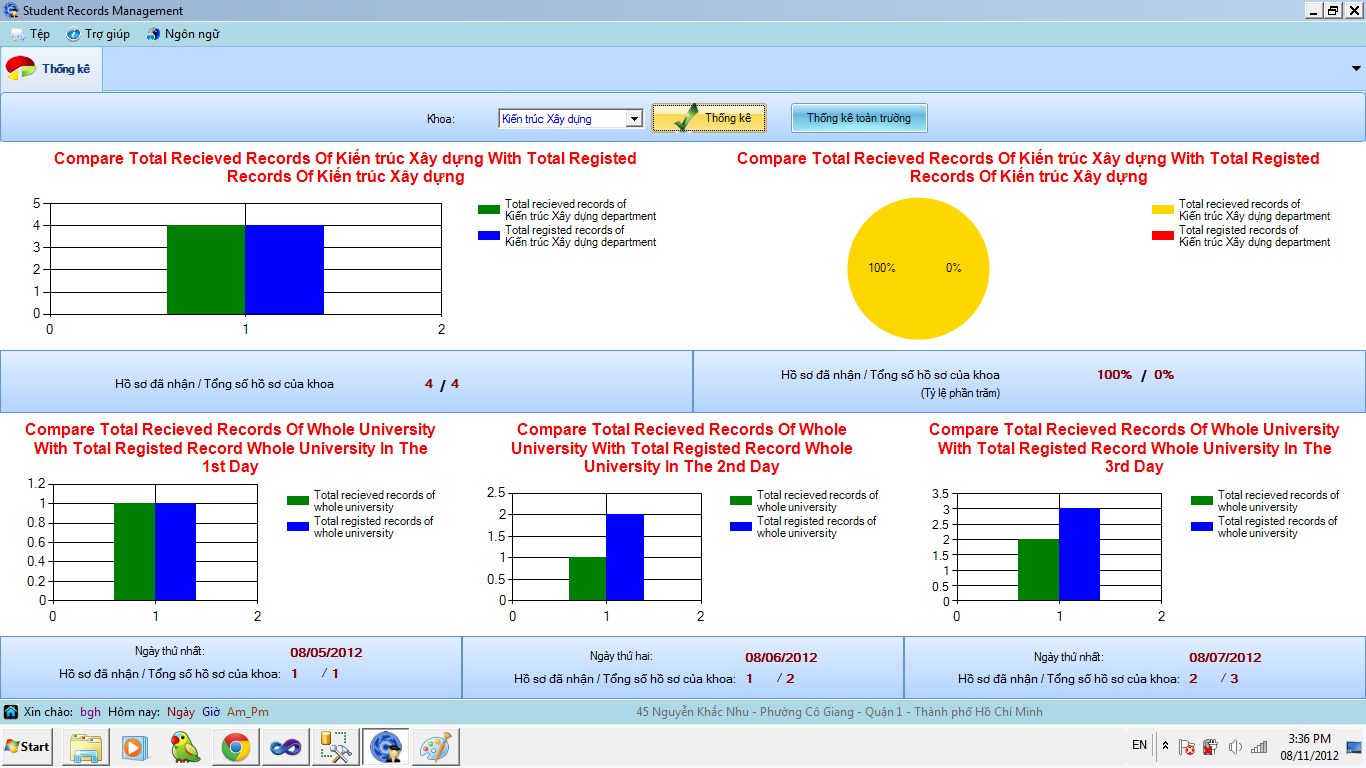 Student Records Management
Tệp Trợ giúp Ngôn ngữ
Thống kê
Khoa: Kiến trúc Xây dựng Thống kê Thống kê toàn trường
Compare Total Recieved Records Of Kiến trúc Xây dựng With Total Registed
Records Of Kiến trúc Xây dựng
5
4
3
2
1
0
0 1 2
Total recieved records of
Kiến trúc Xây dựng department
Total registed records of
Kiến trúc Xây dựng department
Compare Total Recieved Records Of Kiến trúc Xây dựng With Total Registed
Records Of Kiến trúc Xây dựng
100% 0%
Total recieved records of
Kiến trúc Xây dựng department
Total registed records of
Kiến trúc Xây dựng department
Hồ sơ đã nhận / Tổng số hồ sơ của khoa 4 / 4
Hồ sơ đã nhận / Tổng số hồ sơ của khoa 100% / 0%
(Tỷ lệ phần trăm)
Compare Total Recieved Records Of Whole University
With Total Registed Record Whole University In The
1st Day
1.2
1
0.8
0.6
0.4
0.2
0
0 1 2
Total recieved records of
whole university
Total registed records of
whole university
Compare Total Recieved Records Of Whole
University With Total Registed Record Whole
University In The 2nd Day
2.5
2
1.5
1
0.5
0
0 1 2
Total recieved records of
whole university
Total registed records of
whole university
Compare Total Recieved Records Of Whole University
With Total Registed Record Whole University In The
3rd Day
3.5
3
2.5
2
1.5
1
0.5
0
0 1 2
Total recieved records of
whole university
Total registed records of
whole university
Ngày thứ nhất: 08/05/2012
Hồ sơ đã nhận / Tổng số hồ sơ của khoa: 1 / 1
Ngày thứ hai: 08/06/2012
Hồ sơ đã nhận / Tổng số hồ sơ của khoa: 1 / 2
Ngày thứ nhất: 08/07/2012
Hồ sơ đã nhận / Tổng số hồ sơ của khoa: 2 / 3
Xin chào: bgh Hôm nay: Ngày Giờ Am_Pm 45 Nguyễn Khắc Nhu - Phường Cô Giang - Quận 1 - Thành phố Hồ Chí Minh
Start EN 3:36 PM
08/11/2012